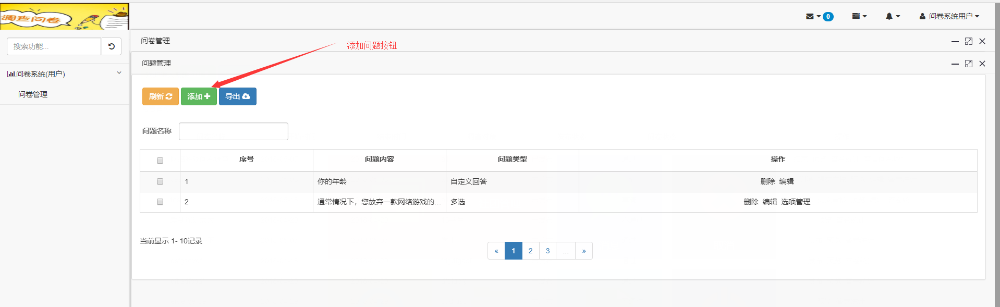 调查问卷
0
问卷系统用户
搜索功能...
问卷系统(用户)
问卷管理
问卷管理
添加问题按钮
问题管理
刷新 添加 导出
问题名称
序号 问题内容 问题类型 操作
1 你的年龄 自定义回答 删除 编辑
2 通常情况下，您放弃一款网络游戏的... 多选 删除 编辑 选项管理
当前显示 1- 10记录
« 1 2 3 ... »